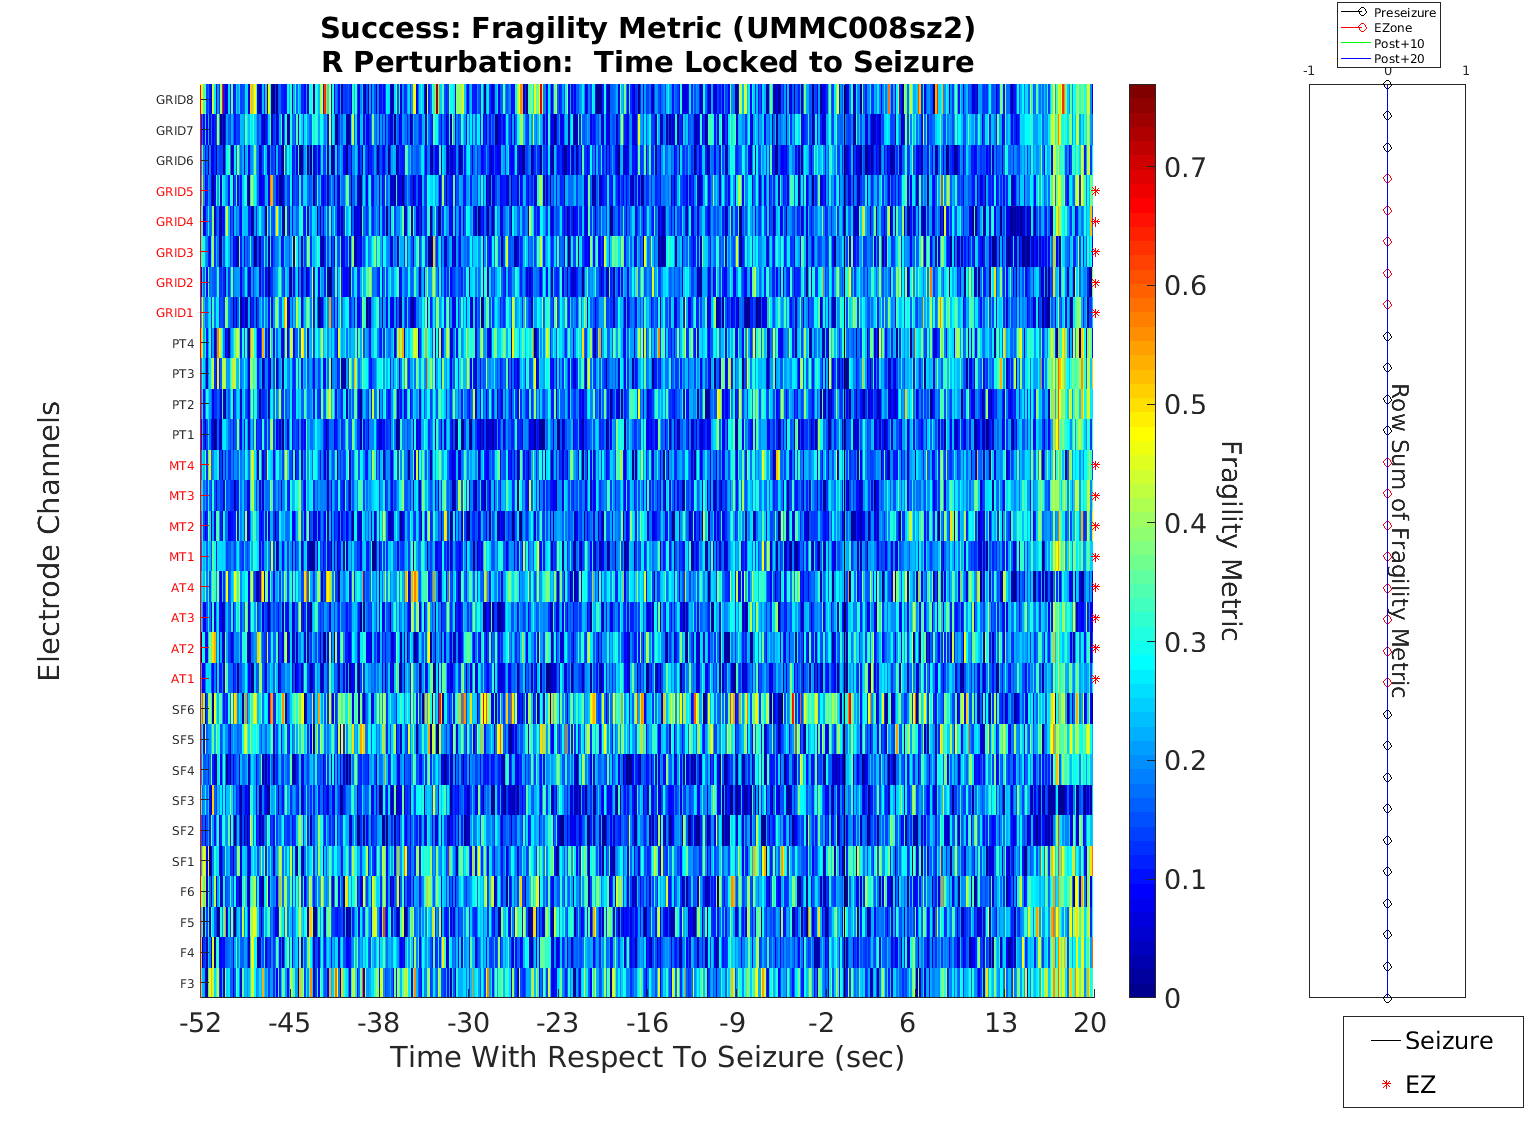 Success: Fragility Metric (UMMC008sz2)
R Perturbation:  Time Locked to Seizure
Electrode Channels
GRID8
GRID7
GRID6
GRID5
GRID4
GRID3
GRID2
GRID1
PT4
PT3
PT2
PT1
MT4
MT3
MT2
MT1
AT4
AT3
AT2
AT1
SF6
SF5
SF4
SF3
SF2
SF1
F6
F5
F4
F3
-52 -45 -38 -30 -23 -16 -9 -2 6 13 20
Time With Respect To Seizure (sec)
0.7
0.6
0.5
0.4
0.3
0.2
0.1
0
Fragility Metric
Preseizure
EZone
Post+10
Post+20
-1 0 1
Row Sum of Fragility Metric
Seizure
EZ